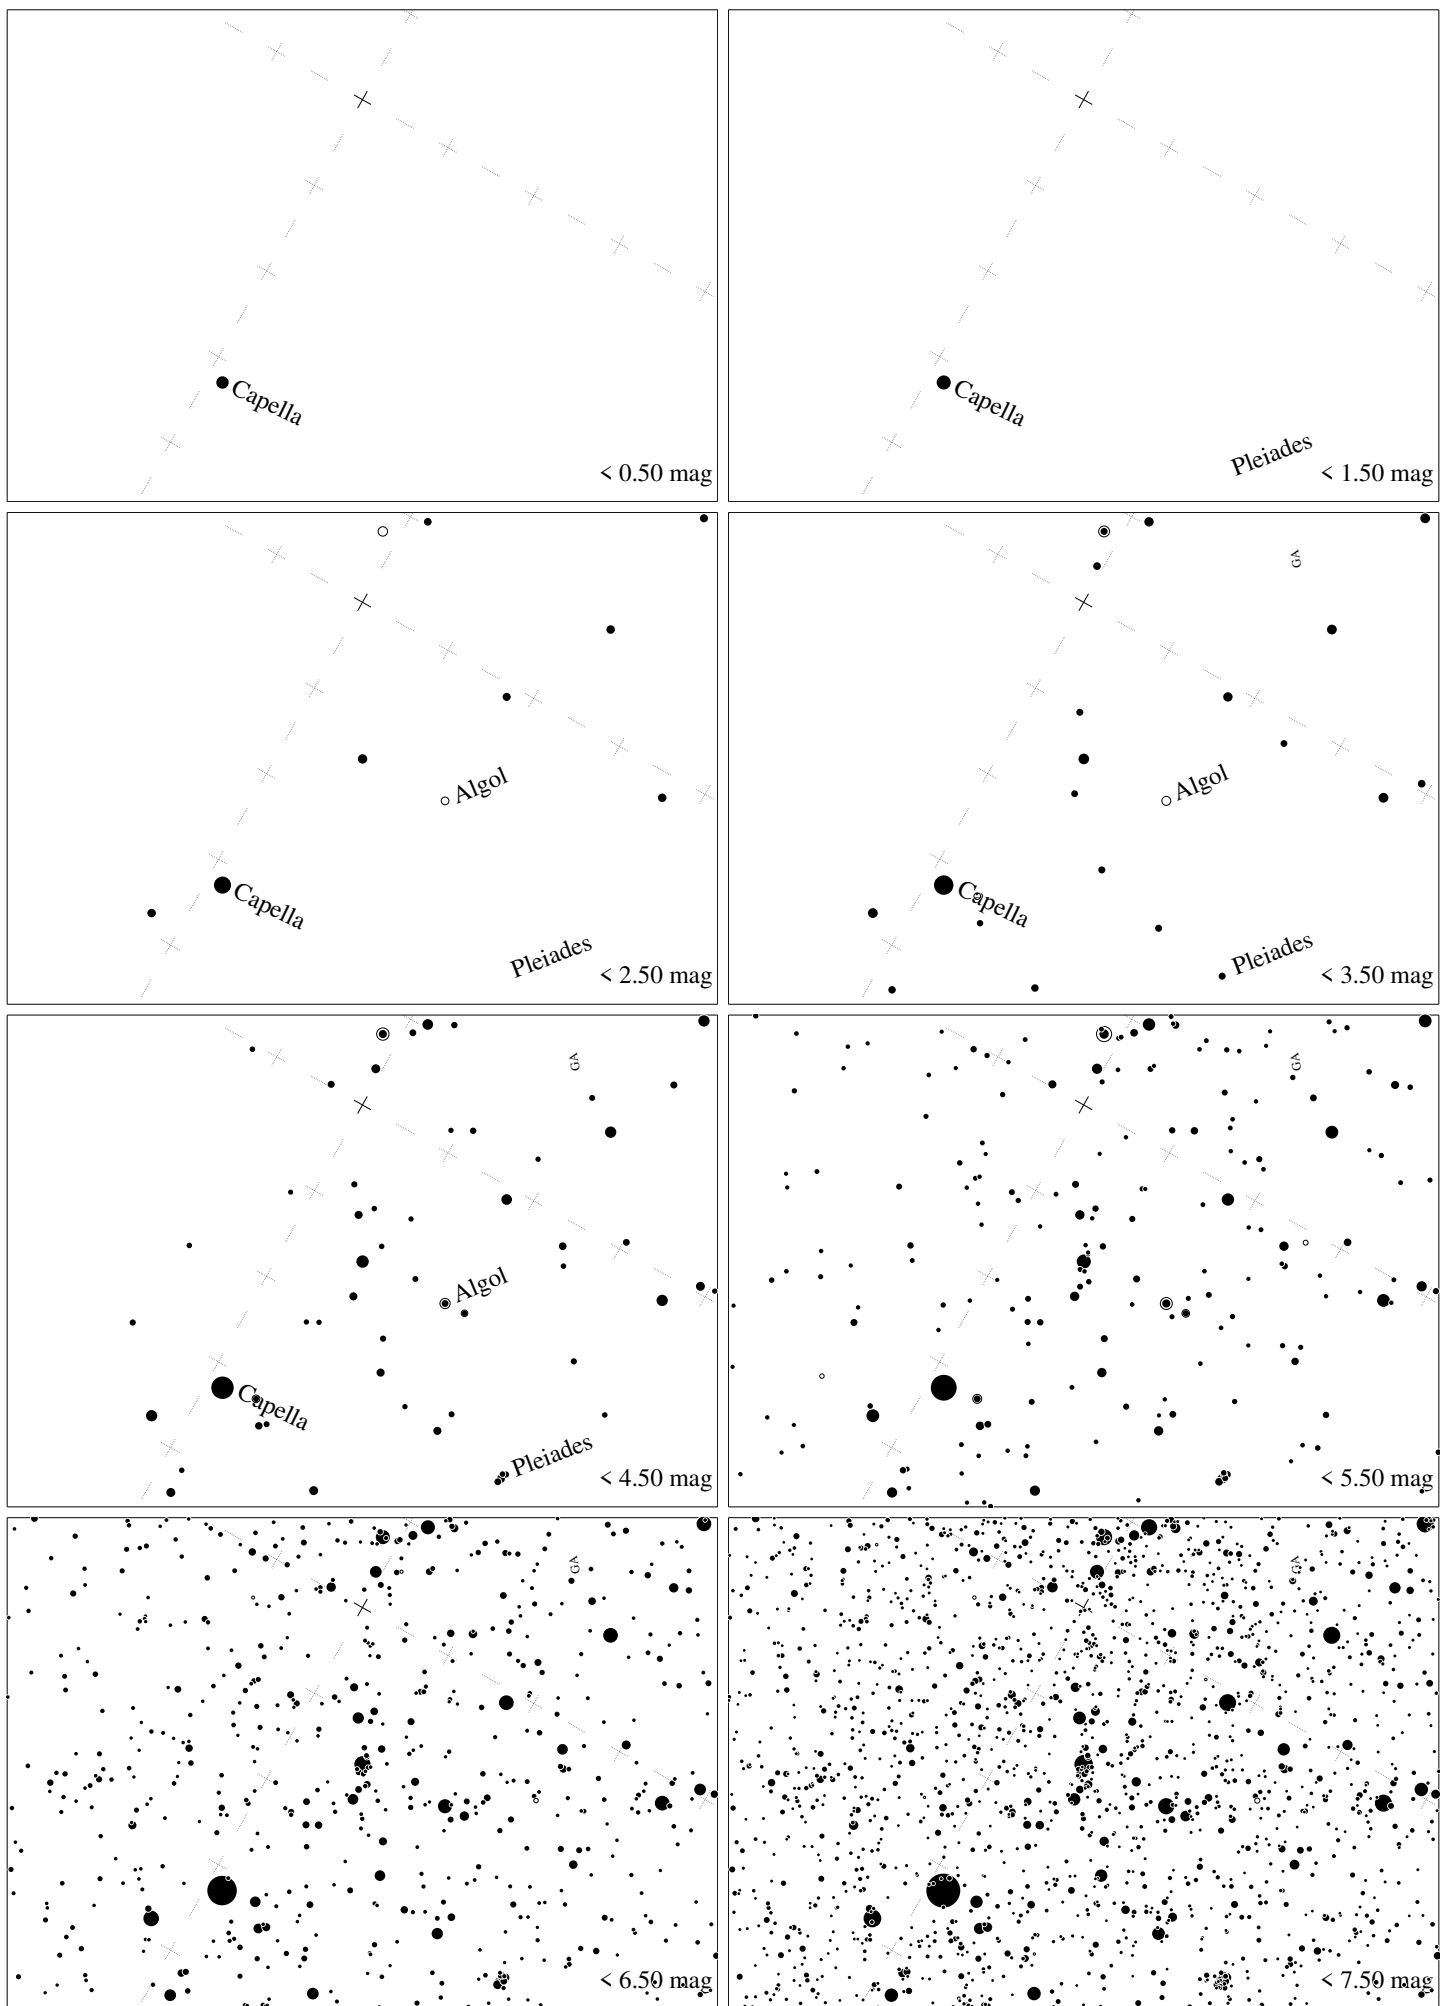 Capella
< 0.50 mag
Capella
Pleiades
< 1.50 mag
Algol
Capella
Pleiades
< 2.50 mag
GA
Algol
Capella
Pleiades
< 3.50 mag
GA
Algol
Capella
Pleiades
< 4.50 mag
GA
< 5.50 mag
GA
< 6.50 mag
GA
< 7.50 mag